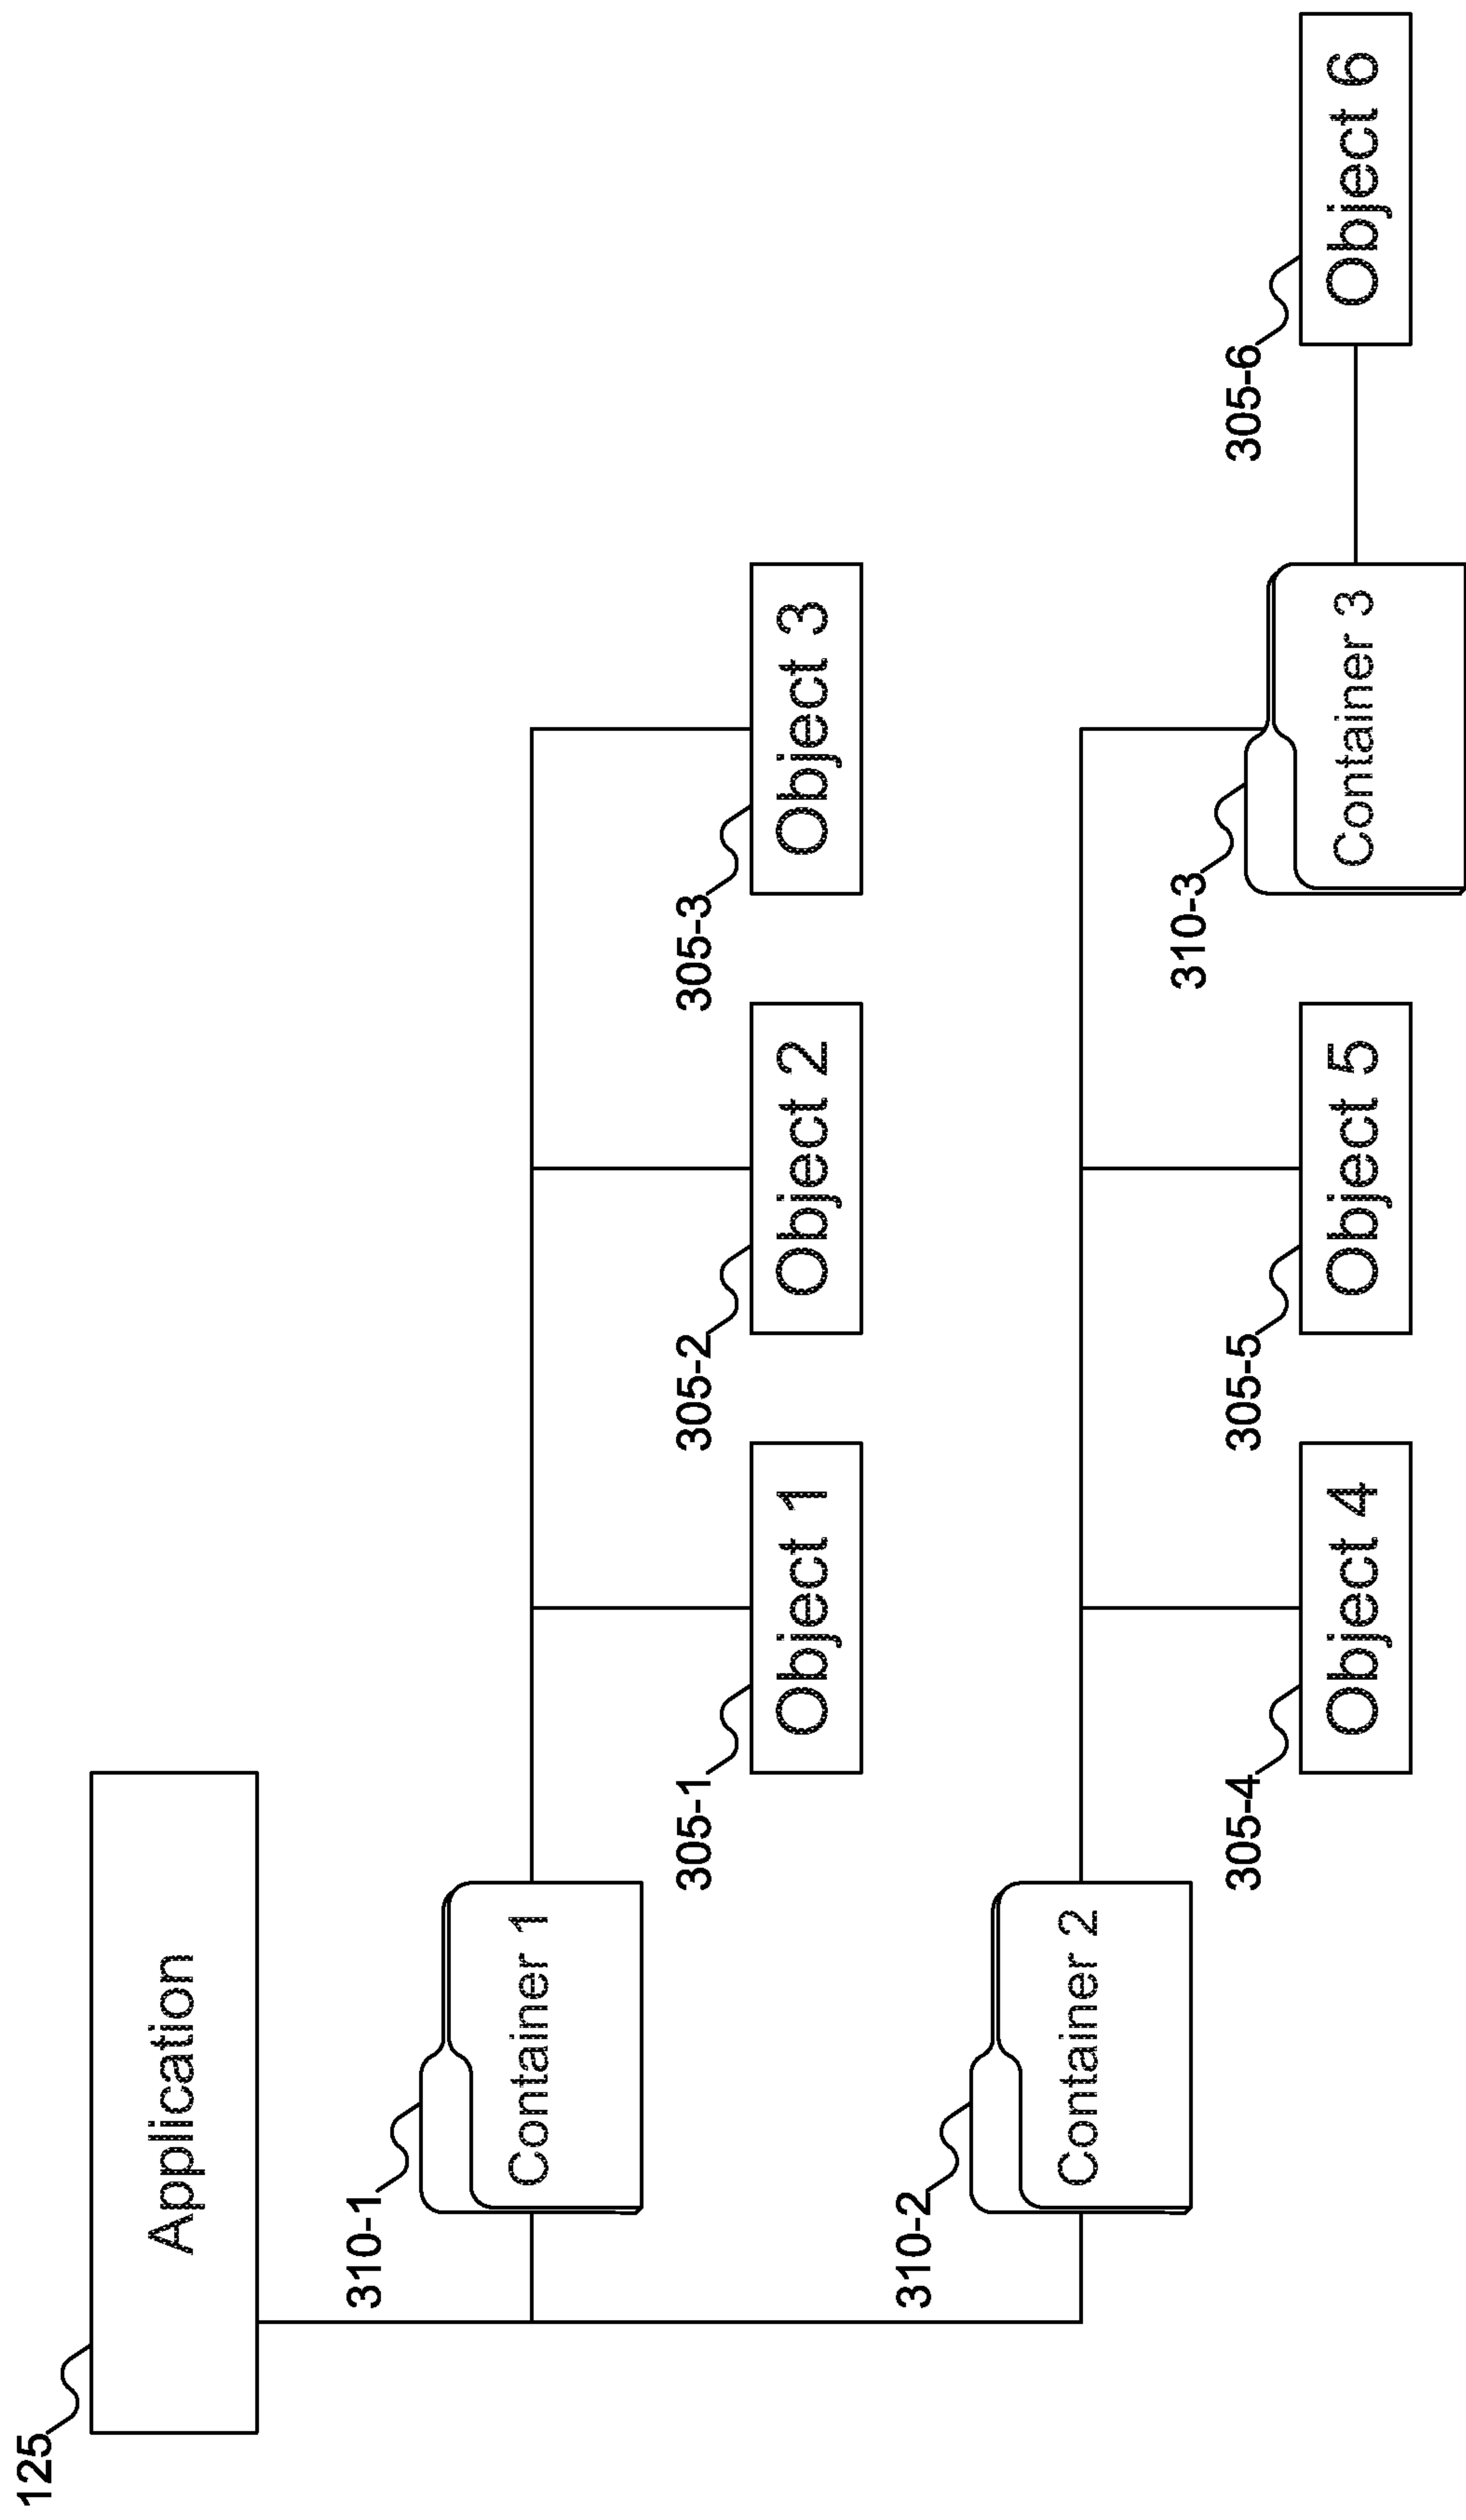 125
Application
310-1
Container 1
305-1
Object 1
305-2
Object 2
305-3
Object 3
310-2
Container 2
305-4
Object 4
305-5
Object 5
310-3
Container 3
305-6
Object 6